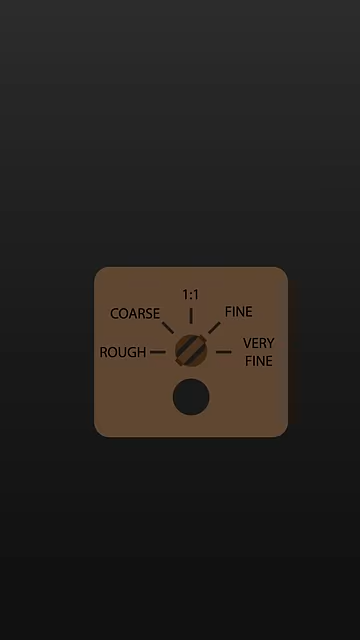 1:1
COARSE
FINE
ROUGH
VERY
FINE